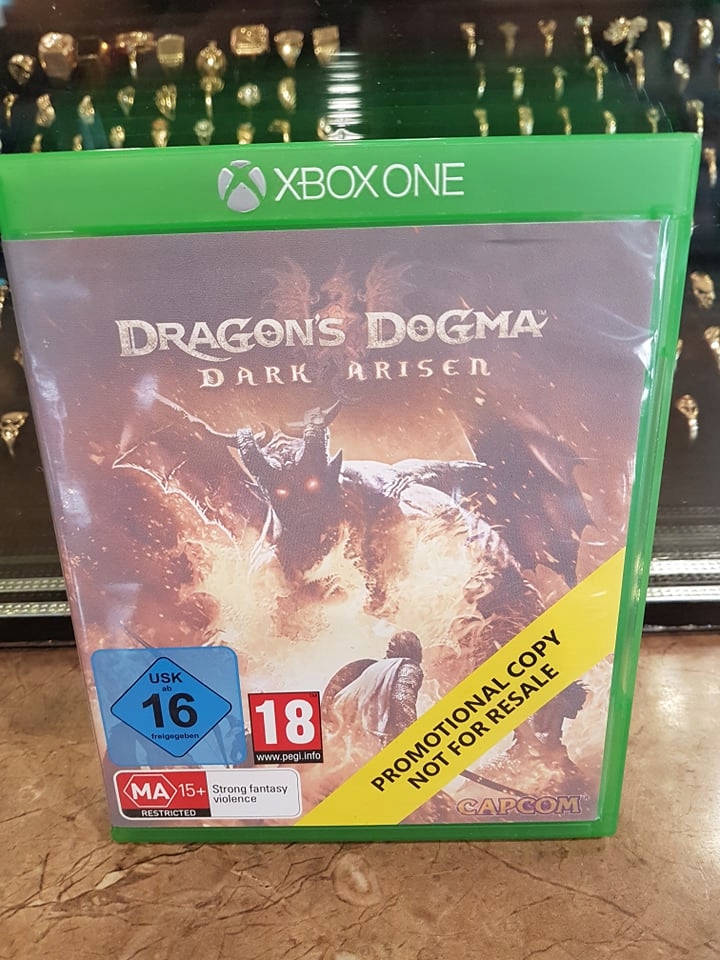 XBOX ONE
DRAGON'S DOGMA™
DARK ARISEN
USK
ab
16
freigegeben
18
www.pegi.info
MA 15+
RESTRICTED
Strong fantasy
violence
PROMOTIONAL COPY
NOT FOR RESALE
CAPCOM